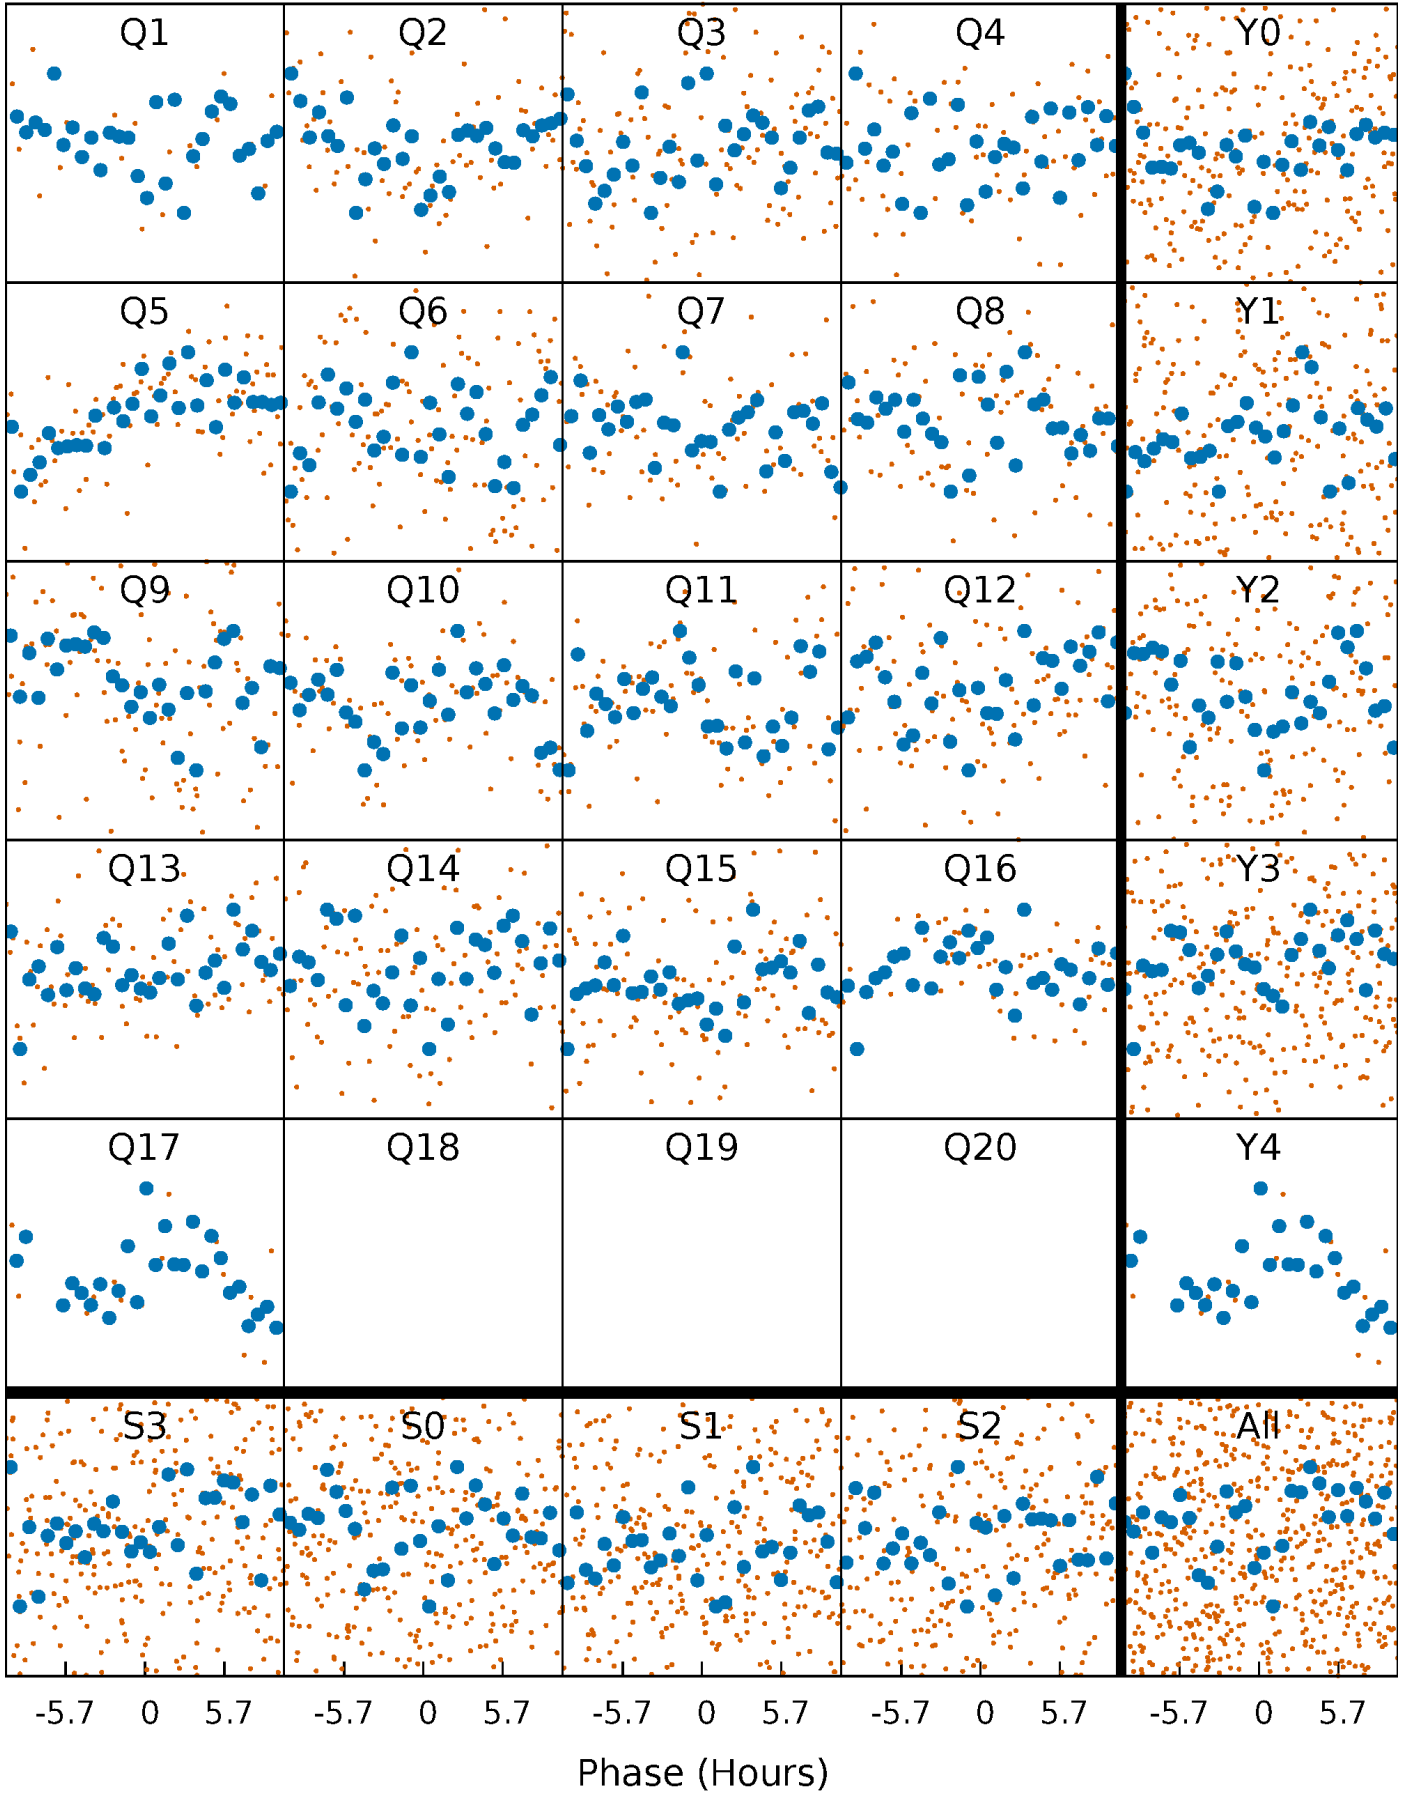 Q1 Q2 Q3 Q4 Y0
Q5 Q6 Q7 Q8 Y1
Q9 Q10 Q11 Q12 Y2
Q13 Q14 Q15 Q16 Y3
Q17 Q18 Q19 Q20 Y4
S3 S0 S1 S2 All
-5.7 0 5.7 -5.7 0 5.7 -5.7 0 5.7 -5.7 0 5.7 -5.7 0 5.7
Phase (Hours)